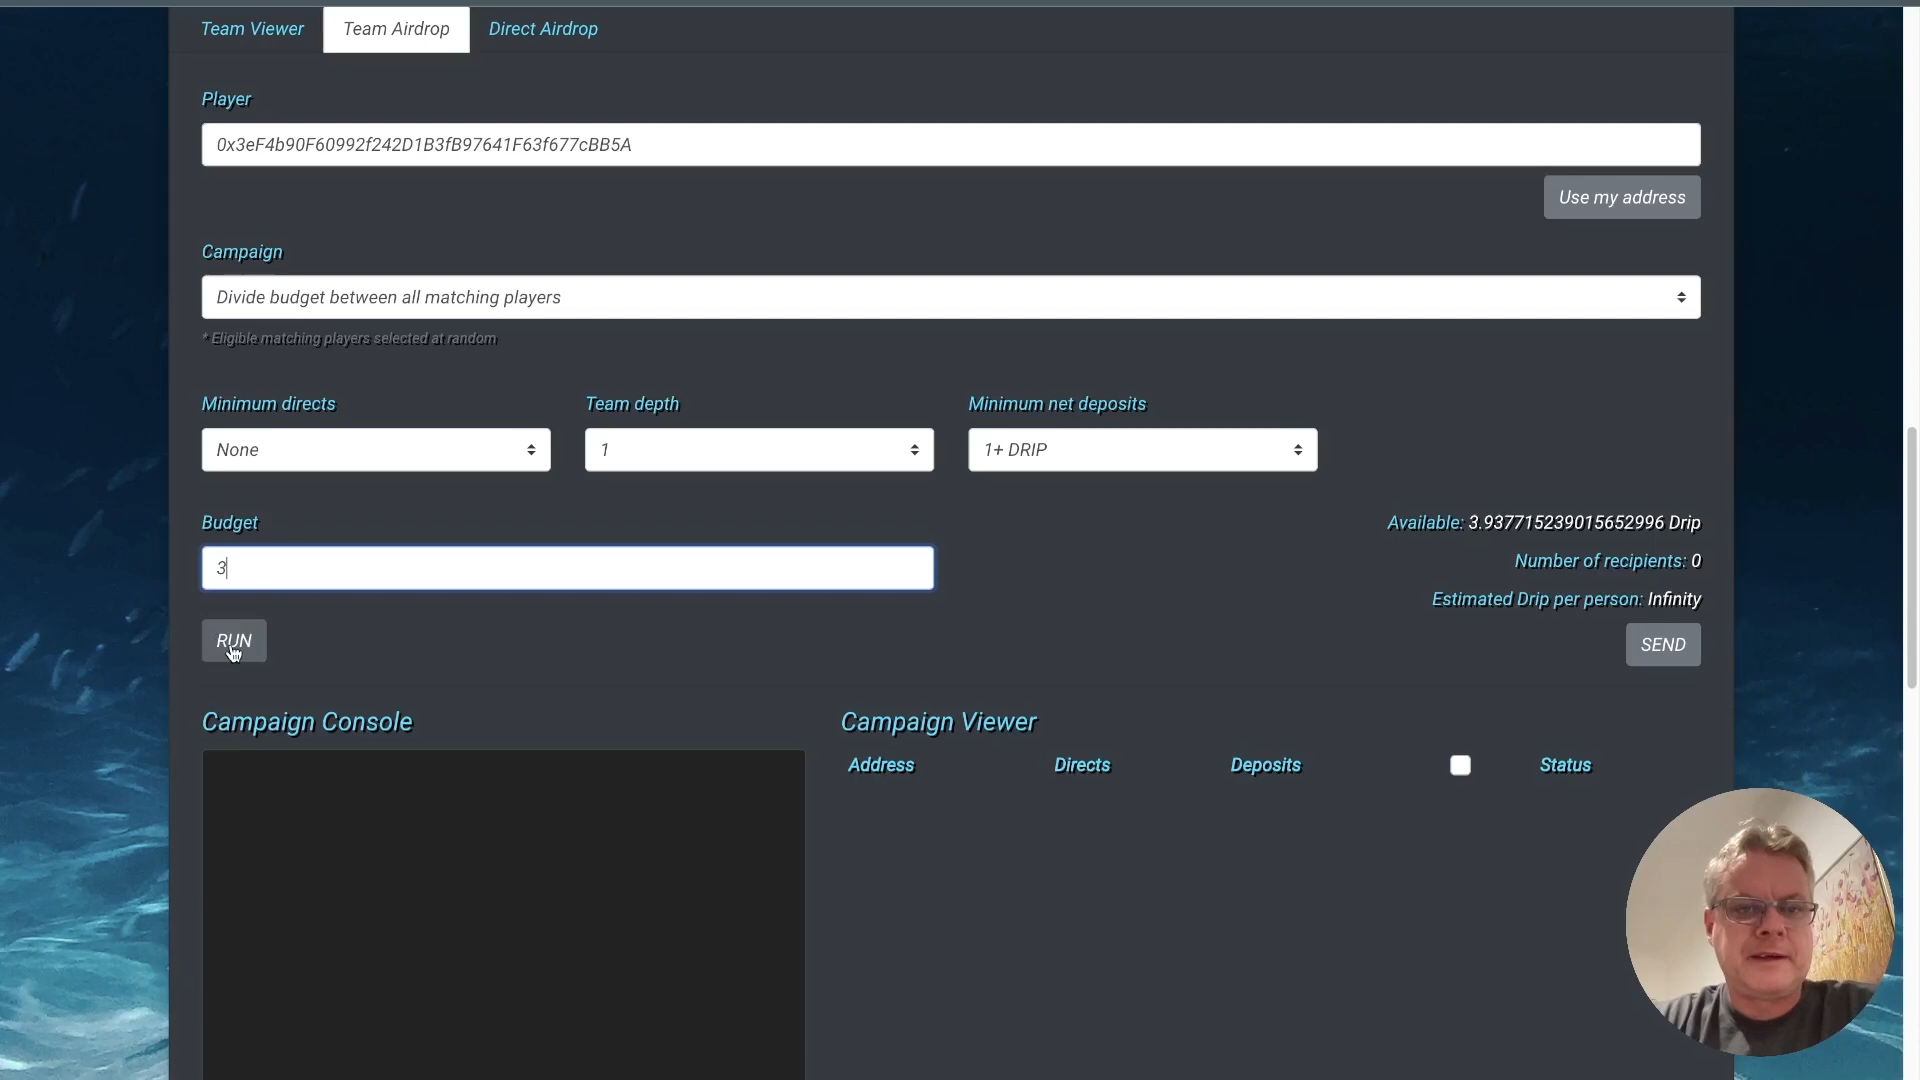 Team Viewer Team Airdrop Direct Airdrop
Player
0x3eF4b90F60992f242D1B3fB97641F63f677cBB5A
Use my address
Campaign
Divide budget between all matching players
* Eligible matching players selected at random
Minimum directs Team depth Minimum net deposits
None 1 1+ DRIP
Budget
3
Available: 3.937715239015652996 Drip
Number of recipients: 0
Estimated Drip per person: Infinity
RUN
SEND
Campaign Console
Campaign Viewer
Address Directs Deposits Status